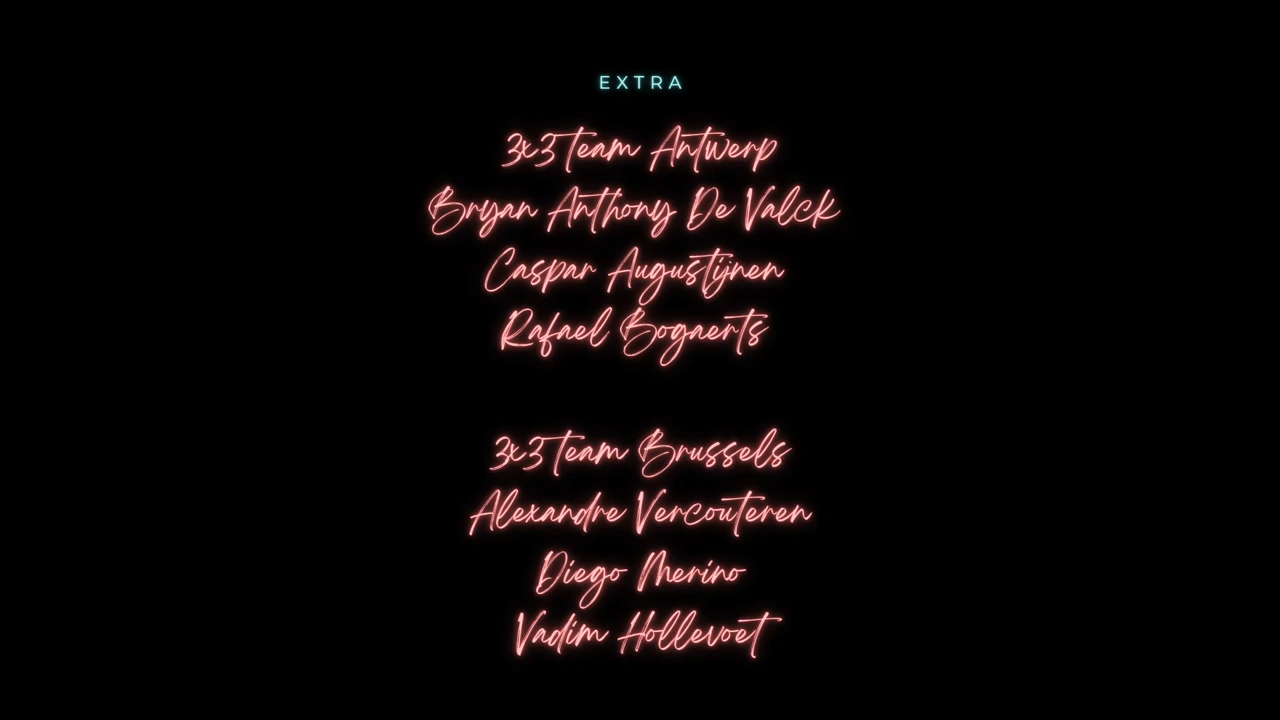 EXTRA
3x3 team Antwerp
Bryan Anthony De Valck
Caspar Augustijnen
Rafael Bogaerts
3x3 team Brussels
Alexandre Vercouteren
Diego Merino
Vadim Hollevoet